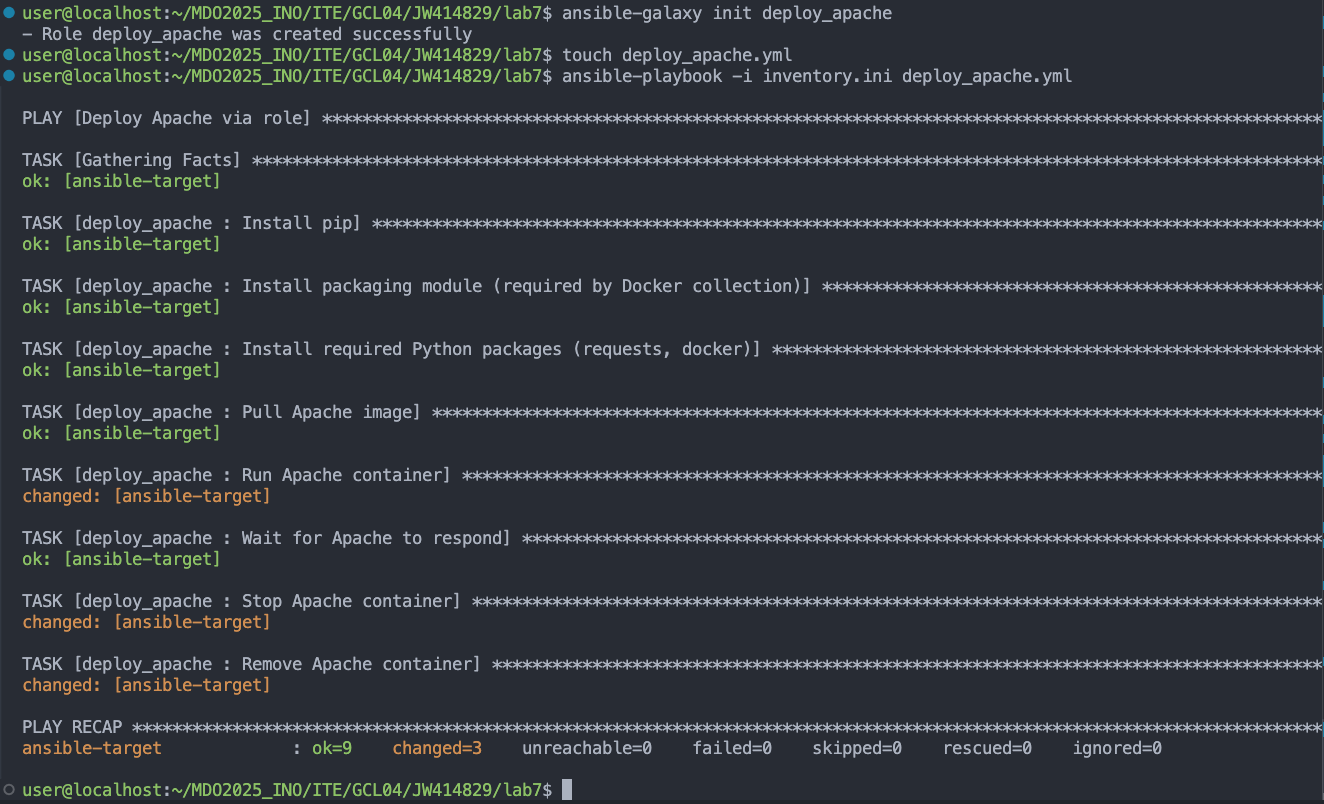 user@localhost:~/MDO2025_INO/ITE/GCL04/JW414829/lab7$ ansible-galaxy init deploy_apache
- Role deploy_apache was created successfully
user@localhost:~/MDO2025_INO/ITE/GCL04/JW414829/lab7$ touch deploy_apache.yml
user@localhost:~/MDO2025_INO/ITE/GCL04/JW414829/lab7$ ansible-playbook -i inventory.ini deploy_apache.yml
PLAY [Deploy Apache via role] ****************************************************************************************************
TASK [Gathering Facts] ***********************************************************************************************************
ok: [ansible-target]
TASK [deploy_apache : Install pip] ***********************************************************************************************
ok: [ansible-target]
TASK [deploy_apache : Install packaging module (required by Docker collection)] **************************************************
ok: [ansible-target]
TASK [deploy_apache : Install required Python packages (requests, docker)] *******************************************************
ok: [ansible-target]
TASK [deploy_apache : Pull Apache image] *****************************************************************************************
ok: [ansible-target]
TASK [deploy_apache : Run Apache container] **************************************************************************************
changed: [ansible-target]
TASK [deploy_apache : Wait for Apache to respond] ********************************************************************************
ok: [ansible-target]
TASK [deploy_apache : Stop Apache container] *************************************************************************************
changed: [ansible-target]
TASK [deploy_apache : Remove Apache container] ***********************************************************************************
changed: [ansible-target]
PLAY RECAP ***********************************************************************************************************************
ansible-target             : ok=9    changed=3    unreachable=0    failed=0    skipped=0    rescued=0    ignored=0
user@localhost:~/MDO2025_INO/ITE/GCL04/JW414829/lab7$